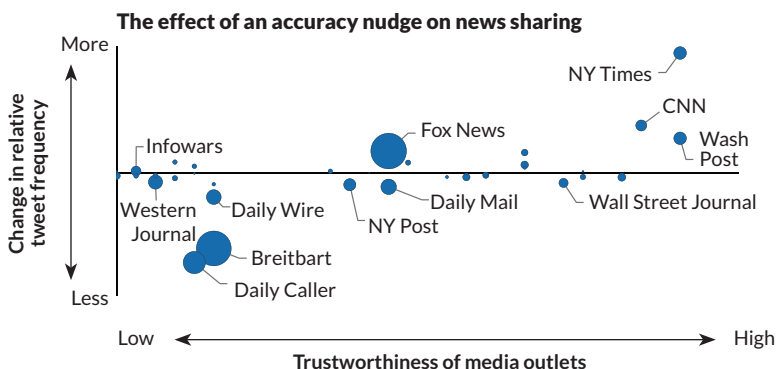 The effect of an accuracy nudge on news sharing
More
Change in relative
tweet frequency
Less
NY Times
CNN
Wash
Post
Fox News
Infowars
Western
Journal
Daily Wire
NY Post
Daily Mail
Wall Street Journal
Breitbart
Daily Caller
Low
High
Trustworthiness of media outlets